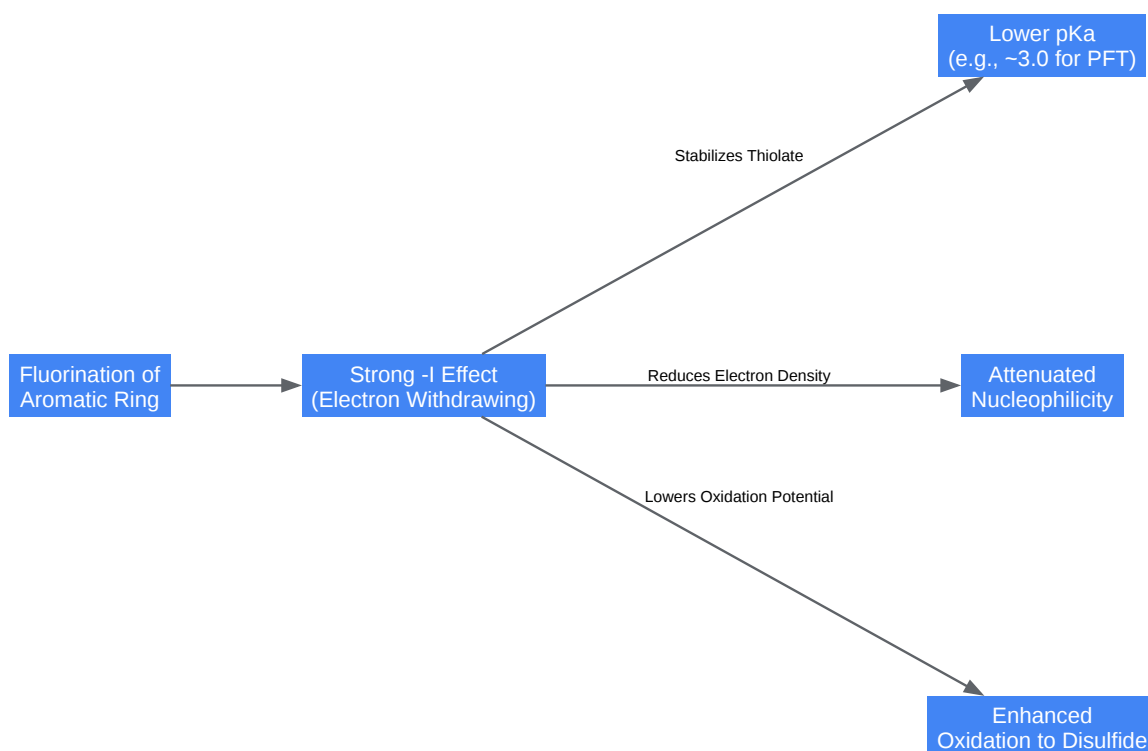 Lower pKa
(e.g., ~3.0 for PFT)
Stabilizes Thiolate
Fluorination of
Aromatic Ring
Strong -I Effect
(Electron Withdrawing)
Reduces Electron Density
Attenuated
Nucleophilicity
Lowers Oxidation Potential
Enhanced
Oxidation to Disulfide